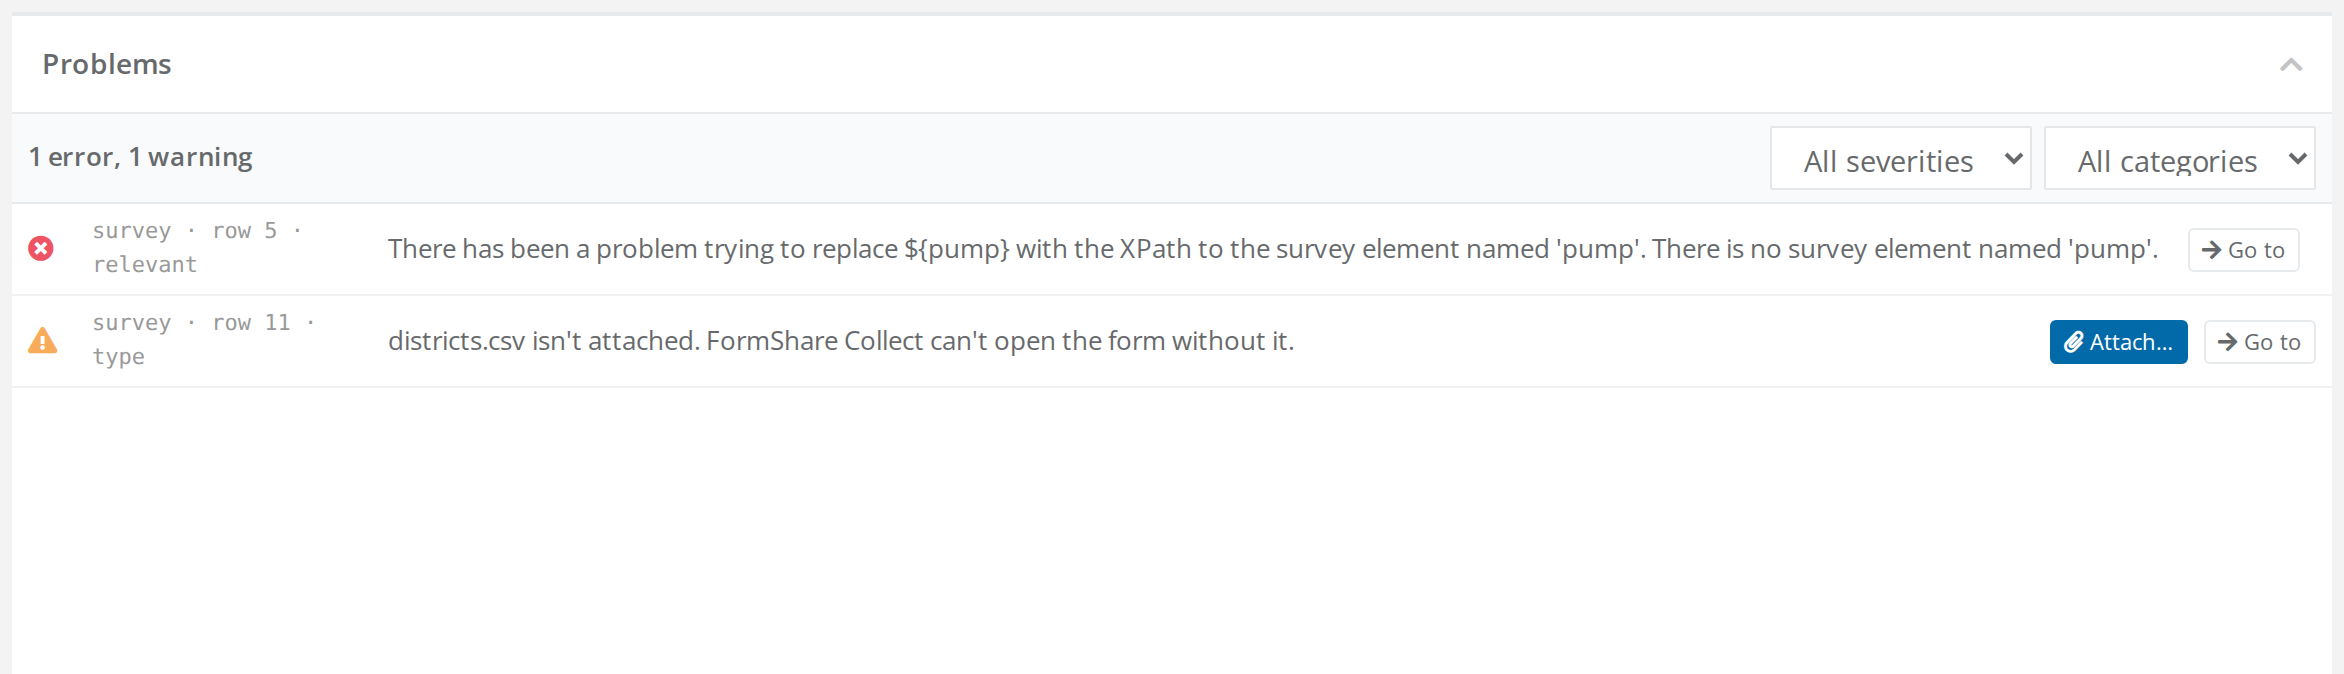 Problems
1 error, 1 warning
All severities
All categories
survey · row 5 ·
relevant
There has been a problem trying to replace ${pump} with the XPath to the survey element named 'pump'. There is no survey element named 'pump'.
Go to
survey · row 11 ·
type
districts.csv isn't attached. FormShare Collect can't open the form without it.
Attach...
Go to